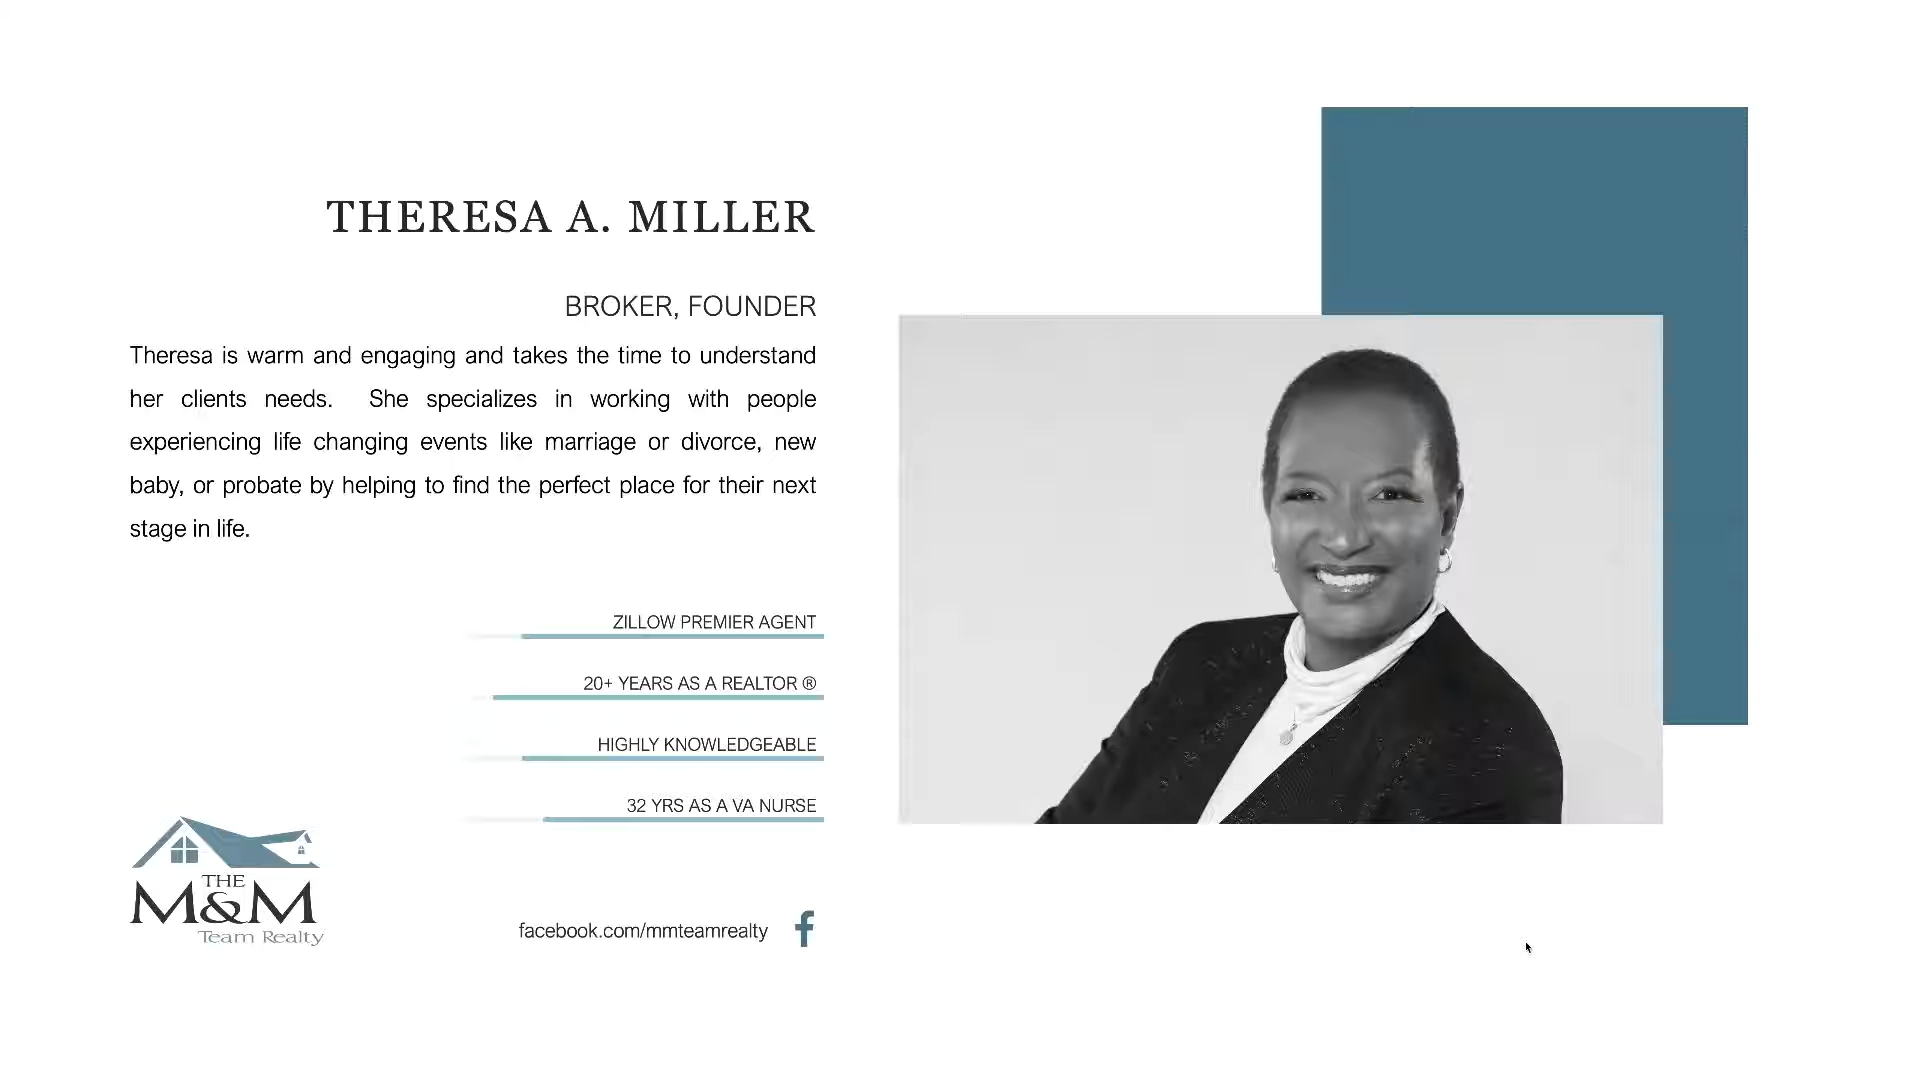 THERESA A. MILLER
BROKER, FOUNDER
Theresa is warm and engaging and takes the time to understand
her clients needs. She specializes in working with people
experiencing life changing events like marriage or divorce, new
baby, or probate by helping to find the perfect place for their next
stage in life.
ZILLOW PREMIER AGENT
20+ YEARS AS A REALTOR ®
HIGHLY KNOWLEDGEABLE
32 YRS AS A VA NURSE
THE
M&M
Team Realty
facebook.com/mmteamrealty f